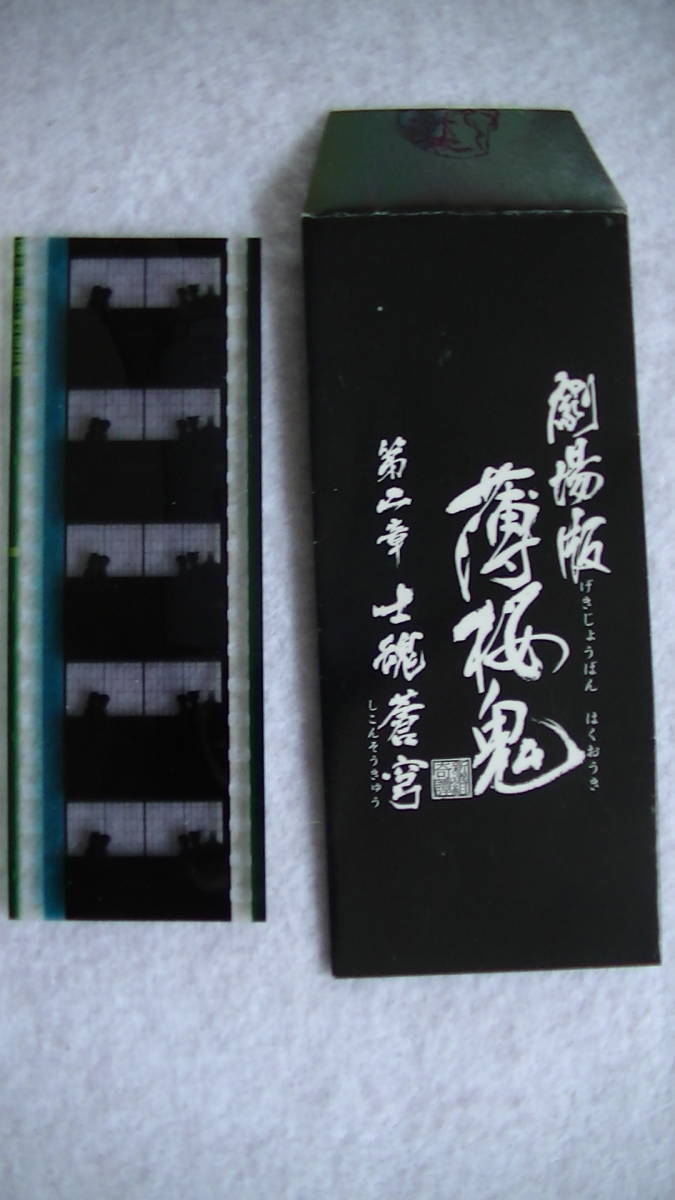 劇場版
げきじょうばん はくおうき
薄桜鬼
第二章 士魂蒼穹
しこんそうきゅう